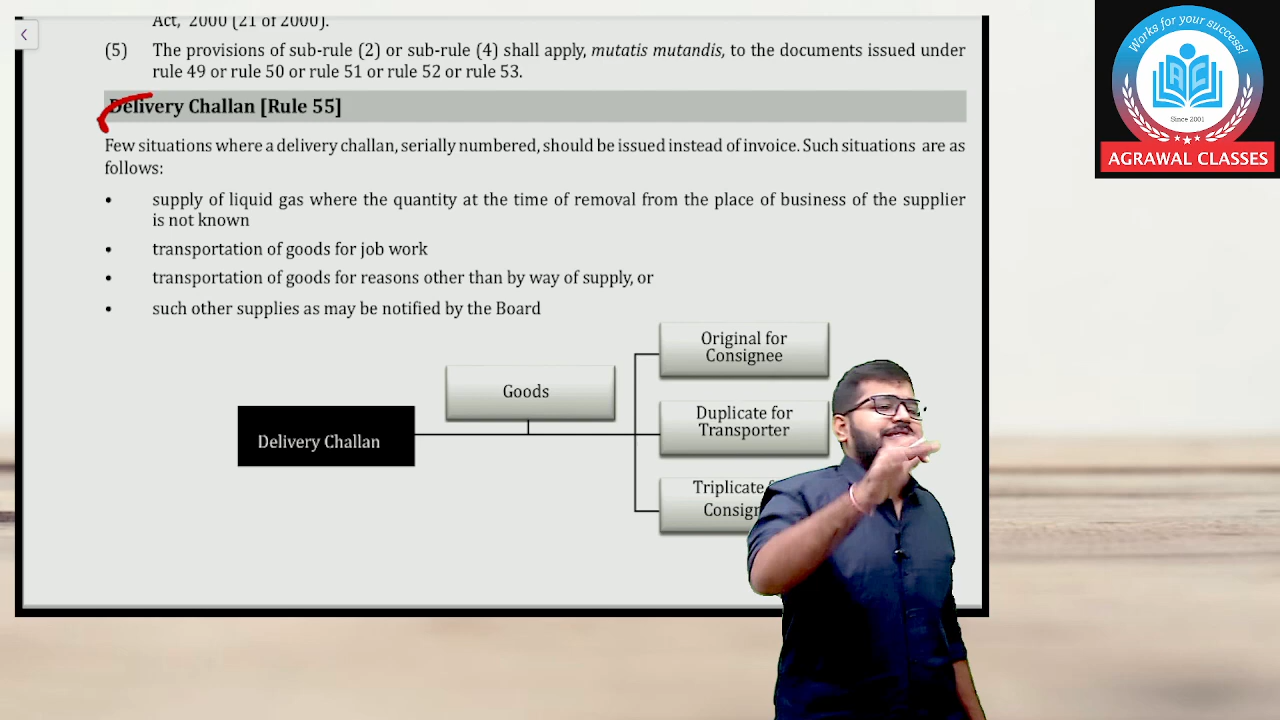 Act, 2000 (21 of 2000).
(5) The provisions of sub-rule (2) or sub-rule (4) shall apply, mutatis mutandis, to the documents issued under
rule 49 or rule 50 or rule 51 or rule 52 or rule 53.
Delivery Challan [Rule 55]
Few situations where a delivery challan, serially numbered, should be issued instead of invoice. Such situations are as
follows:
• supply of liquid gas where the quantity at the time of removal from the place of business of the supplier
is not known
• transportation of goods for job work
• transportation of goods for reasons other than by way of supply, or
• such other supplies as may be notified by the Board
Delivery Challan
Goods
Original for
Consignee
Duplicate for
Transporter
Triplicate
Works for your success!
AC
Since 2001
AGRAWAL CLASSES